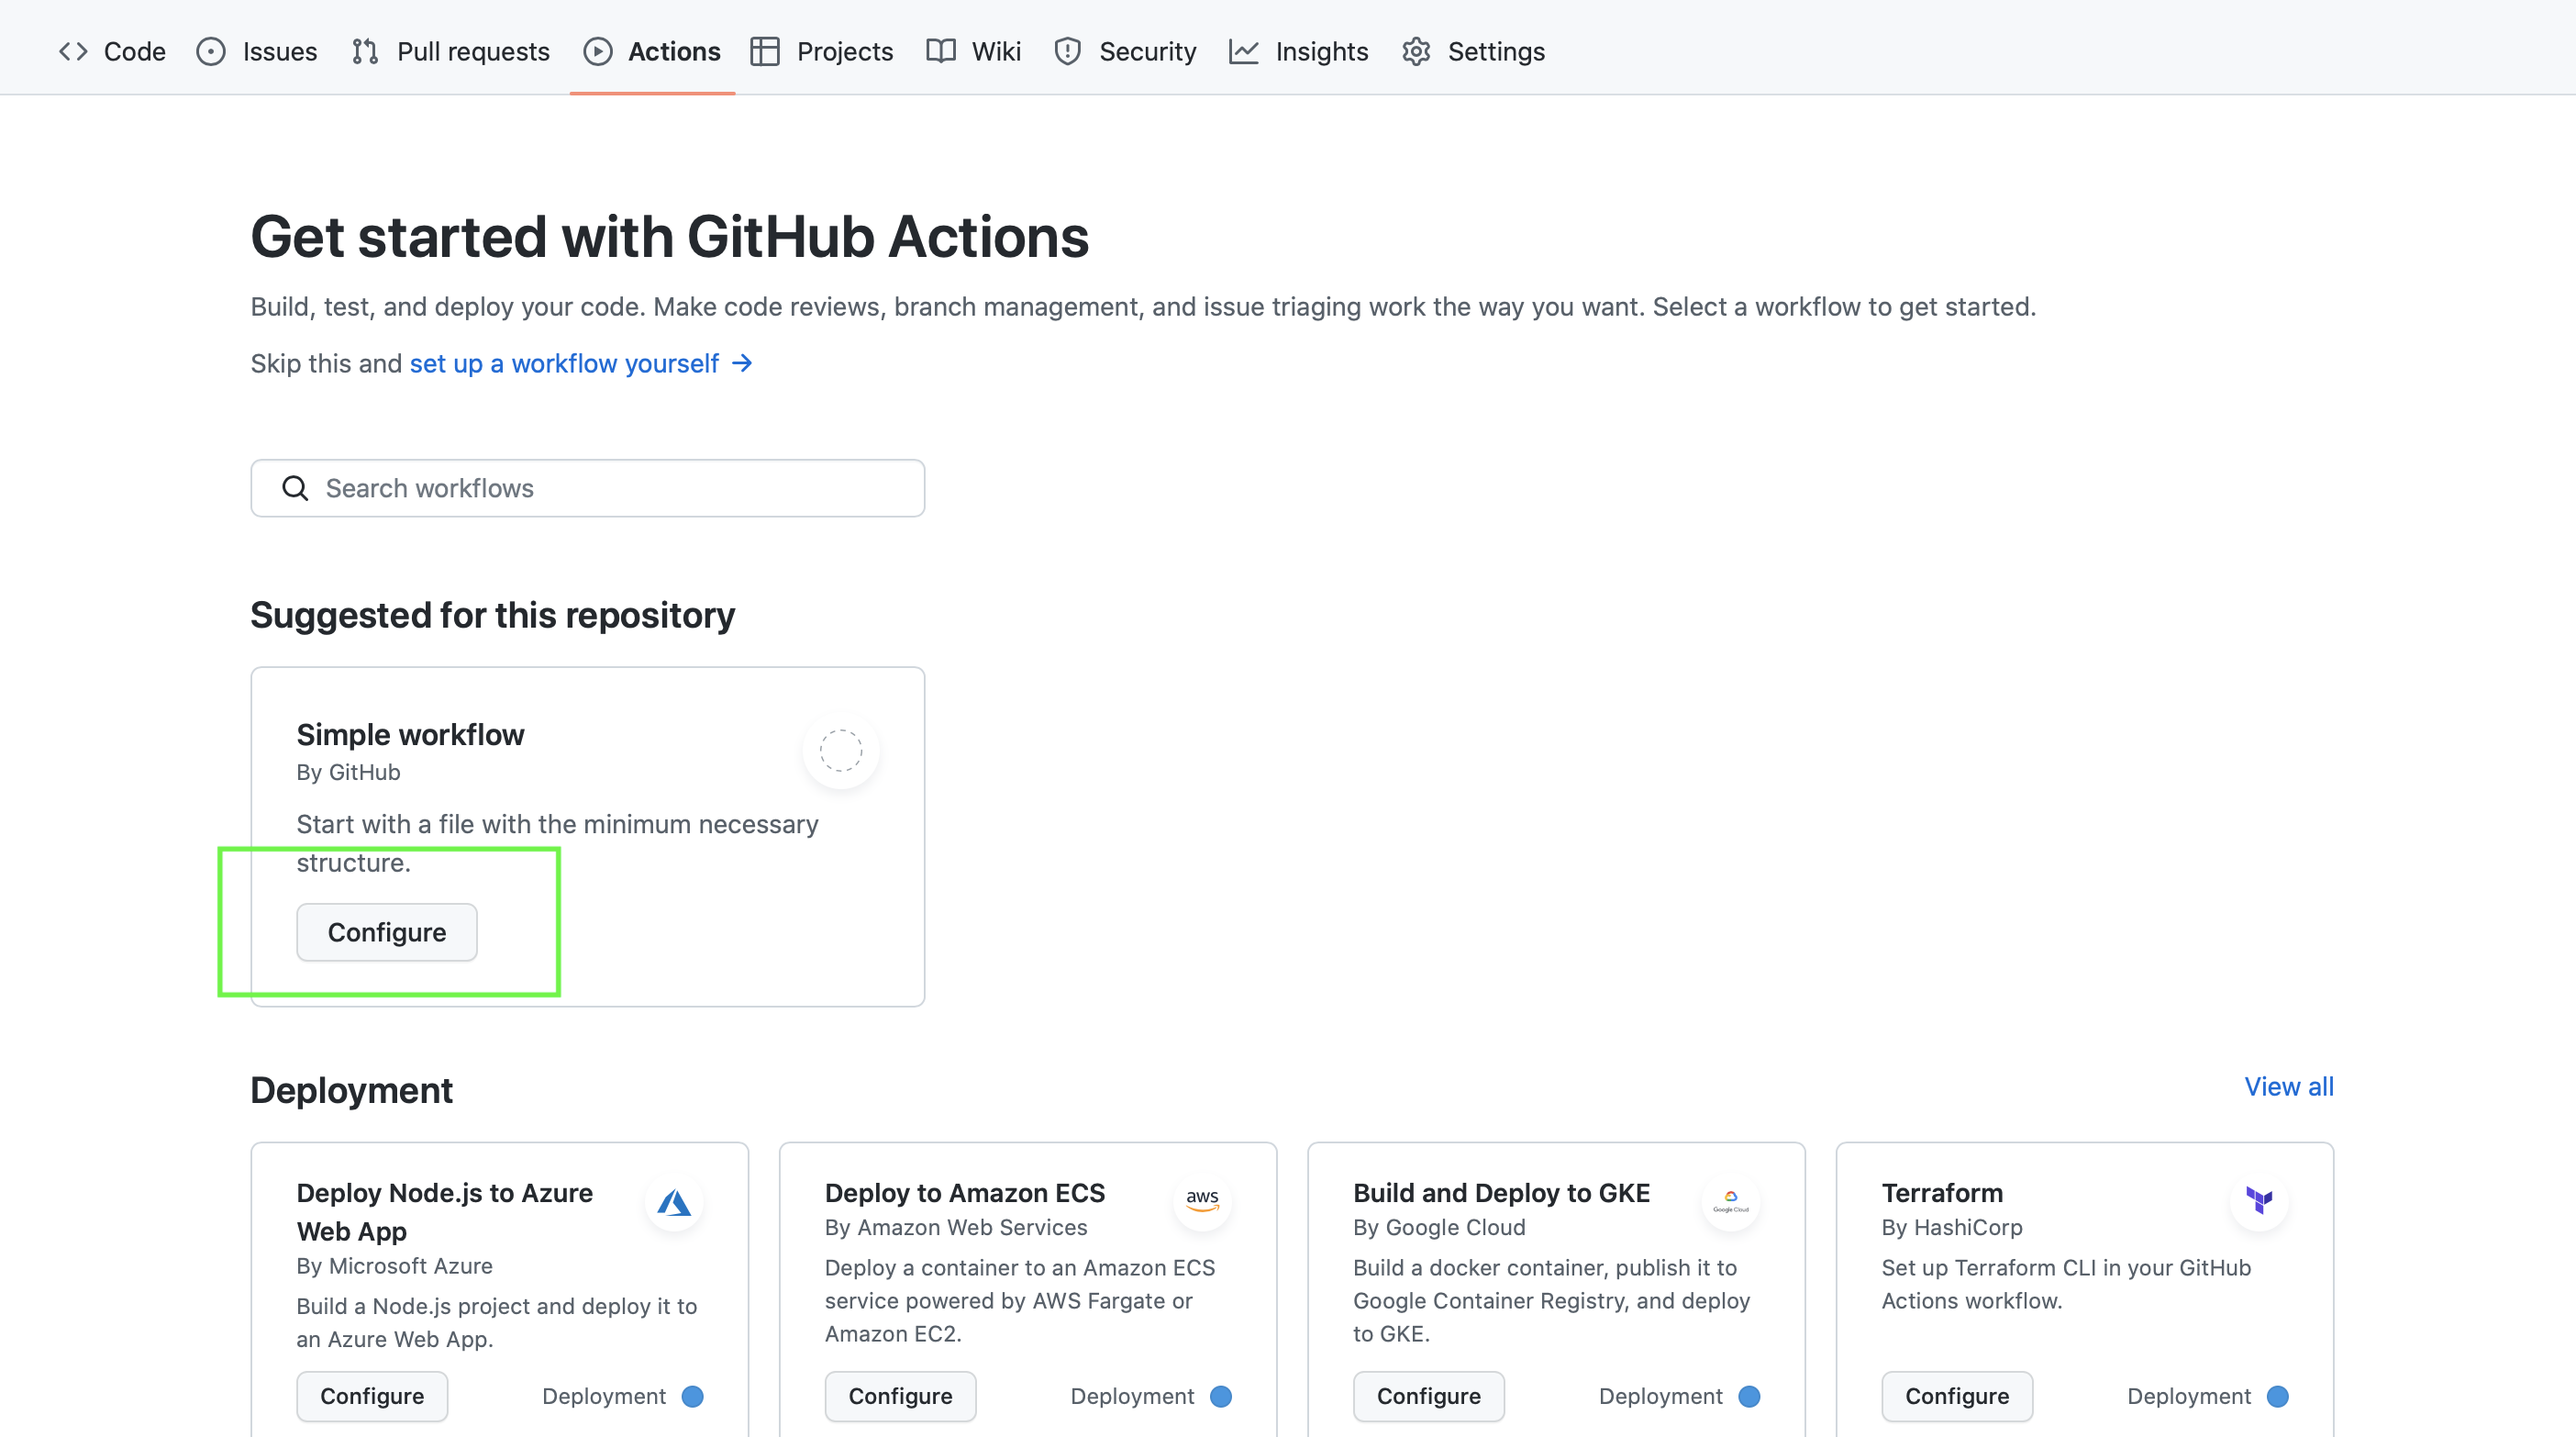 Code Issues Pull requests Actions Projects Wiki Security Insights Settings
Get started with GitHub Actions
Build, test, and deploy your code. Make code reviews, branch management, and issue triaging work the way you want. Select a workflow to get started.
Skip this and set up a workflow yourself →
Search workflows
Suggested for this repository
Simple workflow
By GitHub
Start with a file with the minimum necessary
structure.
Configure
Deployment
View all
Deploy Node.js to Azure
Web App
By Microsoft Azure
Build a Node.js project and deploy it to
an Azure Web App.
Configure
Deployment
Deploy to Amazon ECS
aws
By Amazon Web Services
Deploy a container to an Amazon ECS
service powered by AWS Fargate or
Amazon EC2.
Configure
Deployment
Build and Deploy to GKE
Google Cloud
By Google Cloud
Build a docker container, publish it to
Google Container Registry, and deploy
to GKE.
Configure
Deployment
Terraform
By HashiCorp
Set up Terraform CLI in your GitHub
Actions workflow.
Configure
Deployment